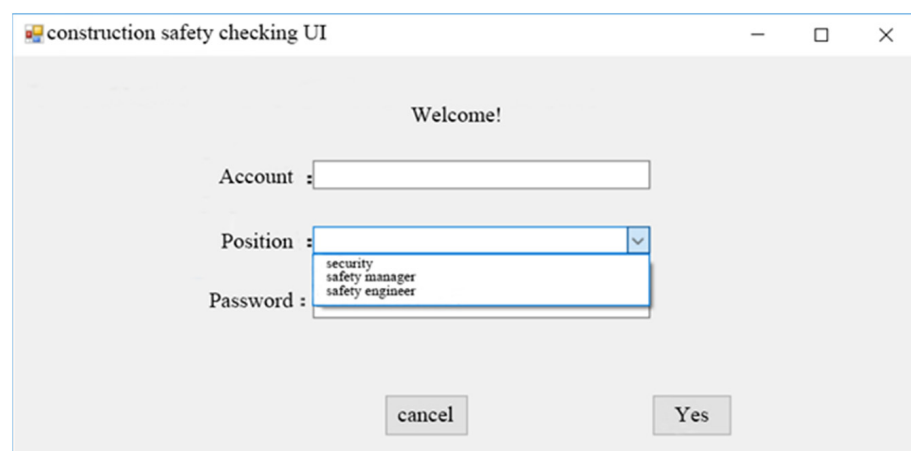 construction safety checking UI
Welcome!
Account :
Position :
security
safety manager
safety engineer
Password :
cancel Yes